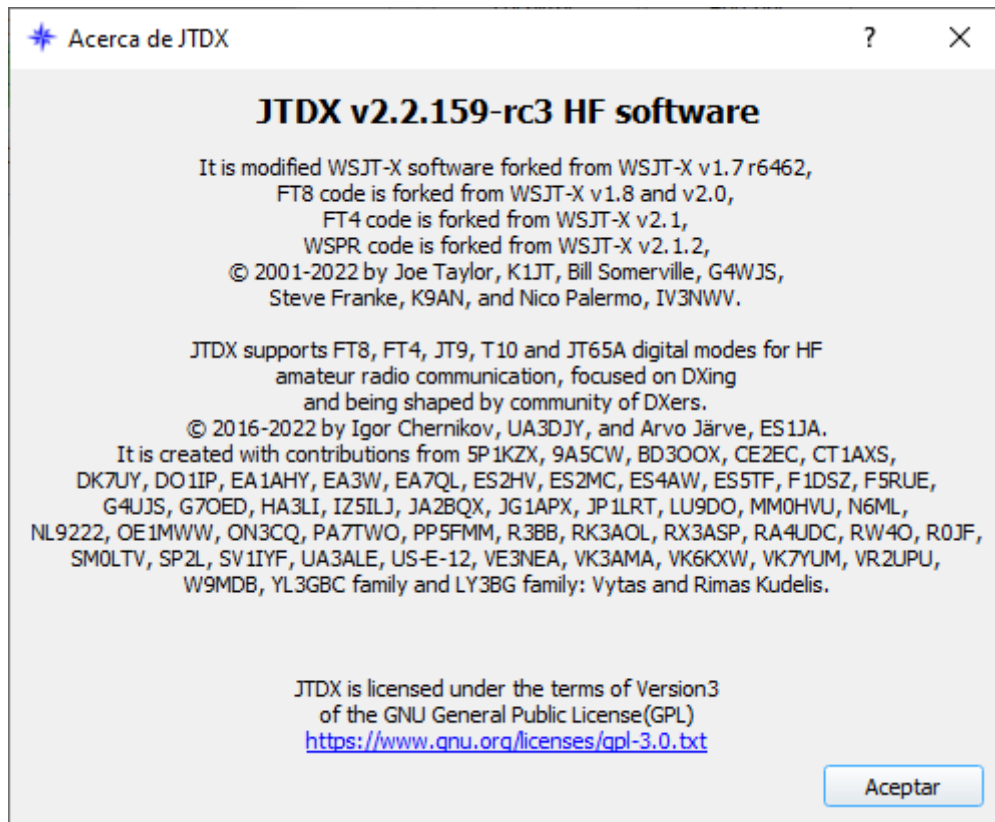 Acerca de JTDX
?
JTDX v2.2.159-rc3 HF software
It is modified WSJT-X software forked from WSJT-X v1.7 r6462,
FT8 code is forked from WSJT-X v1.8 and v2.0,
FT4 code is forked from WSJT-X v2.1,
WSPR code is forked from WSJT-X v2.1.2,
© 2001-2022 by Joe Taylor, K1JT, Bill Somerville, G4WJS,
Steve Franke, K9AN, and Nico Palermo, IV3NWV.
JTDX supports FT8, FT4, JT9, T10 and JT65A digital modes for HF
amateur radio communication, focused on DXing
and being shaped by community of DXers.
© 2016-2022 by Igor Chernikov, UA3DJY, and Arvo Järve, ES1JA.
It is created with contributions from 5P1KZX, 9A5CW, BD3OOX, CE2EC, CT1AXS,
DK7UY, DO1IP, EA1AHY, EA3W, EA7QL, ES2HV, ES2MC, ES4AW, ES5TF, F1DSZ, F5RUE,
G4UJS, G7OED, HA3LI, IZ5ILJ, JA2BQX, JG1APX, JP1LRT, LU9DO, MM0HVU, N6ML,
NL9222, OE1MWW, ON3CQ, PA7TWO, PP5FMM, R3BB, RK3AOL, RX3ASP, RA4UDC, RW4O, R0JF,
SM0LTV, SP2L, SV1IYF, UA3ALE, US-E-12, VE3NEA, VK3AMA, VK6KXW, VK7YUM, VR2UPU,
W9MDB, YL3GBC family and LY3BG family: Vytas and Rimas Kudelis.
JTDX is licensed under the terms of Version3
of the GNU General Public License(GPL)
https://www.gnu.org/licenses/gpl-3.0.txt
Aceptar